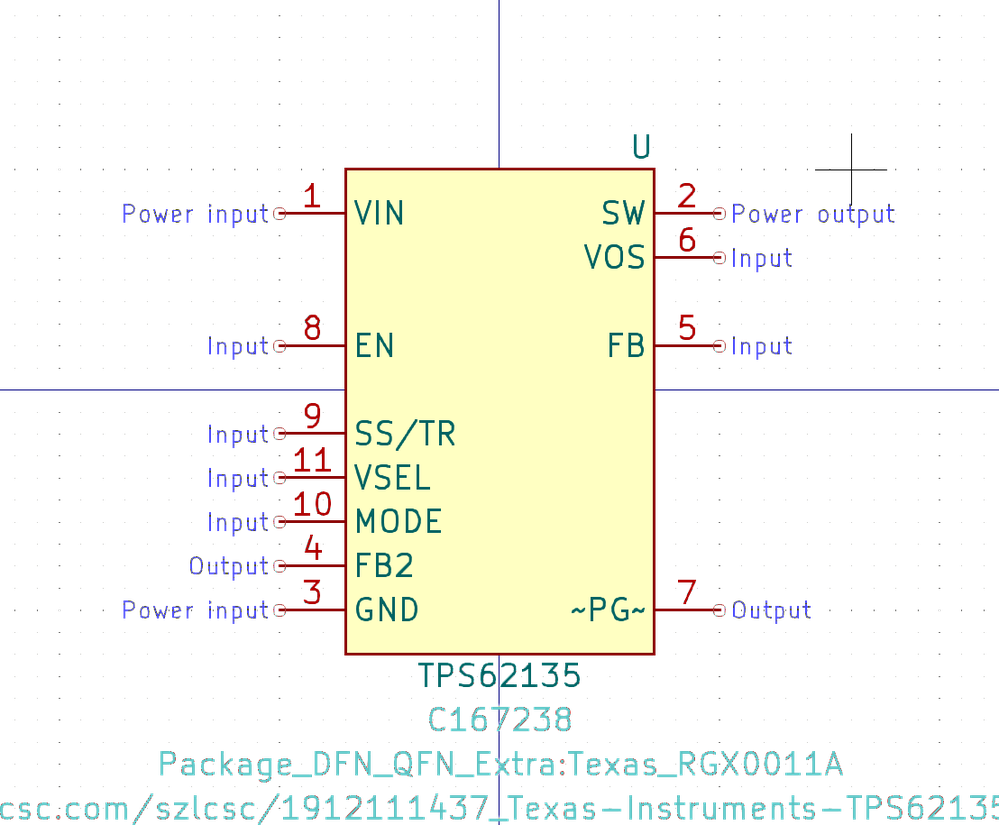 U
Power input 1 VIN SW 2 Power output
VOS 6 Input
Input 8 EN FB 5 Input
Input 9 SS/TR
Input 11 VSEL
Input 10 MODE
Output 4 FB2
Power input 3 GND ~PG~ 7 Output
TPS62135
C167238
Package_DFN_QFN_Extra:Texas_RGX0011A
csc.com/szlcsc/1912111437_Texas-Instruments-TPS62135